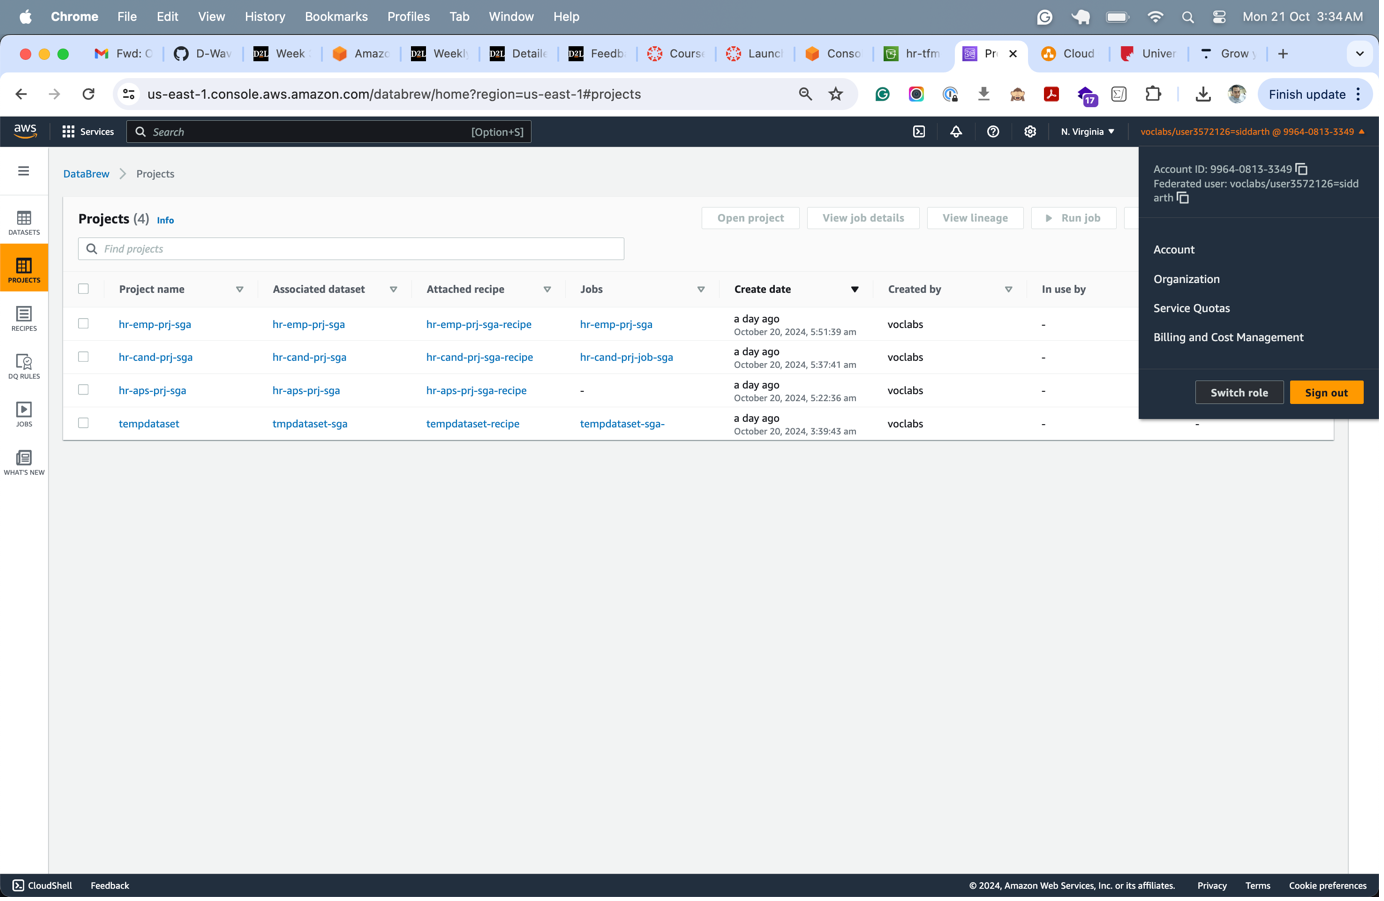 Chrome File Edit View History Bookmarks Profiles Tab Window Help Mon 21 Oct 3:34 AM
Fwd: D-Wav Week Amazo Weekly Detaile Feedb Course Launc Conso hr-tfm Pr Cloud Univer Grow
us-east-1.console.aws.amazon.com/databrew/home?region=us-east-1#projects 17 Finish update
aws Services Search [Option+S] N. Virginia voclabs/user3572126=siddarth @ 9964-0813-3349
DataBrew Projects
Account ID: 9964-0813-3349
Federated user: voclabs/user3572126=sidd
arth
Account
Organization
Service Quotas
Billing and Cost Management
Switch role Sign out
DATASETS
PROJECTS
RECIPES
DQ RULES
JOBS
WHAT'S NEW
Projects (4) Info Open project View job details View lineage Run job
Find projects
Project name Associated dataset Attached recipe Jobs Create date Created by In use by
hr-emp-prj-sga hr-emp-prj-sga hr-emp-prj-sga-recipe hr-emp-prj-sga a day ago voclabs -
October 20, 2024, 5:51:39 am
hr-cand-prj-sga hr-cand-prj-sga hr-cand-prj-sga-recipe hr-cand-prj-job-sga a day ago voclabs -
October 20, 2024, 5:37:41 am
hr-aps-prj-sga hr-aps-prj-sga hr-aps-prj-sga-recipe - a day ago voclabs -
October 20, 2024, 5:22:36 am
tempdataset tmpdataset-sga tempdataset-recipe tempdataset-sga- a day ago voclabs - -
October 20, 2024, 3:39:43 am
CloudShell Feedback © 2024, Amazon Web Services, Inc. or its affiliates. Privacy Terms Cookie preferences